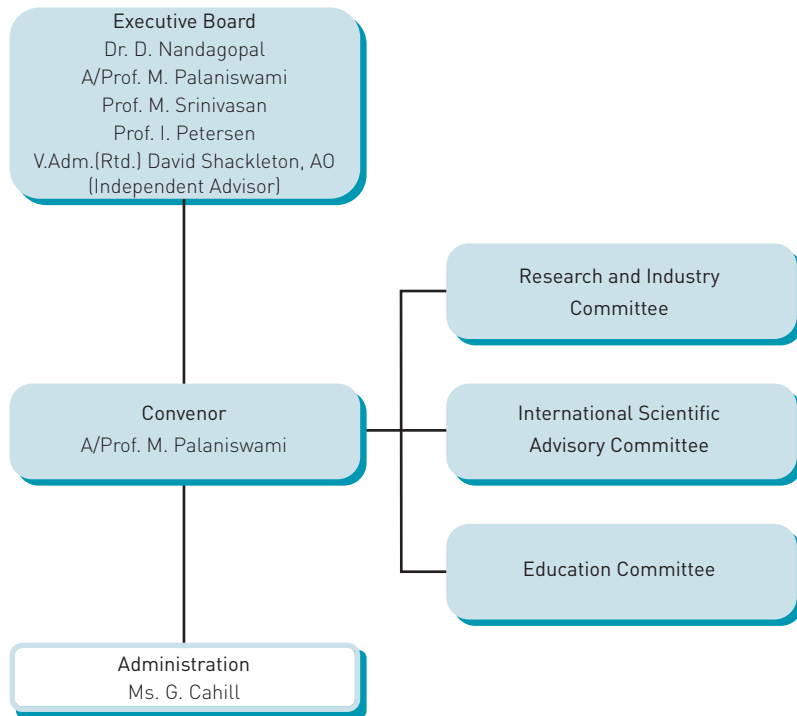 Executive Board
Dr. D. Nandagopal
A/Prof. M. Palaniswami
Prof. M. Srinivasan
Prof. I. Petersen
V.Adm.(Rtd.) David Shackleton, AO
(Independent Advisor)
Research and Industry
Committee
Convenor
A/Prof. M. Palaniswami
International Scientific
Advisory Committee
Education Committee
Administration
Ms. G. Cahill